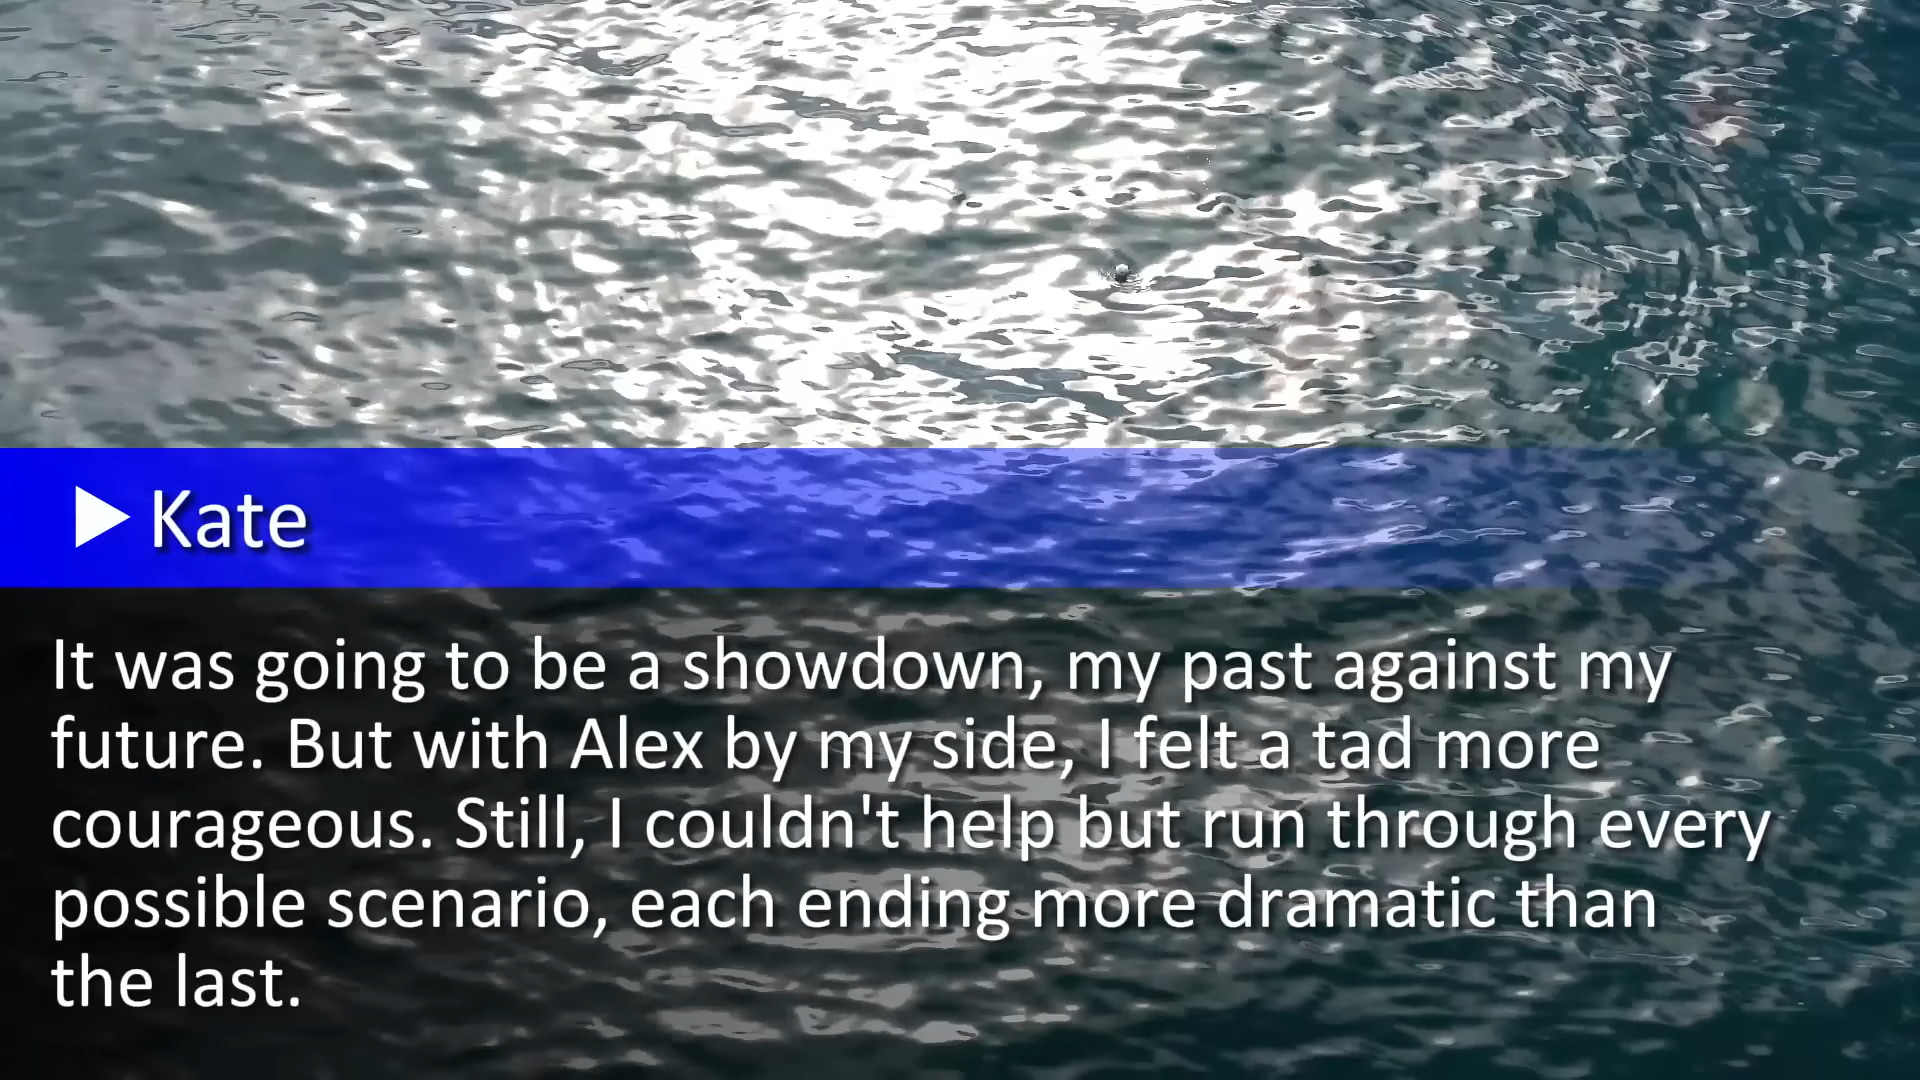 Kate
It was going to be a showdown, my past against my
future. But with Alex by my side, I felt a tad more
courageous. Still, I couldn't help but run through every
possible scenario, each ending more dramatic than
the last.